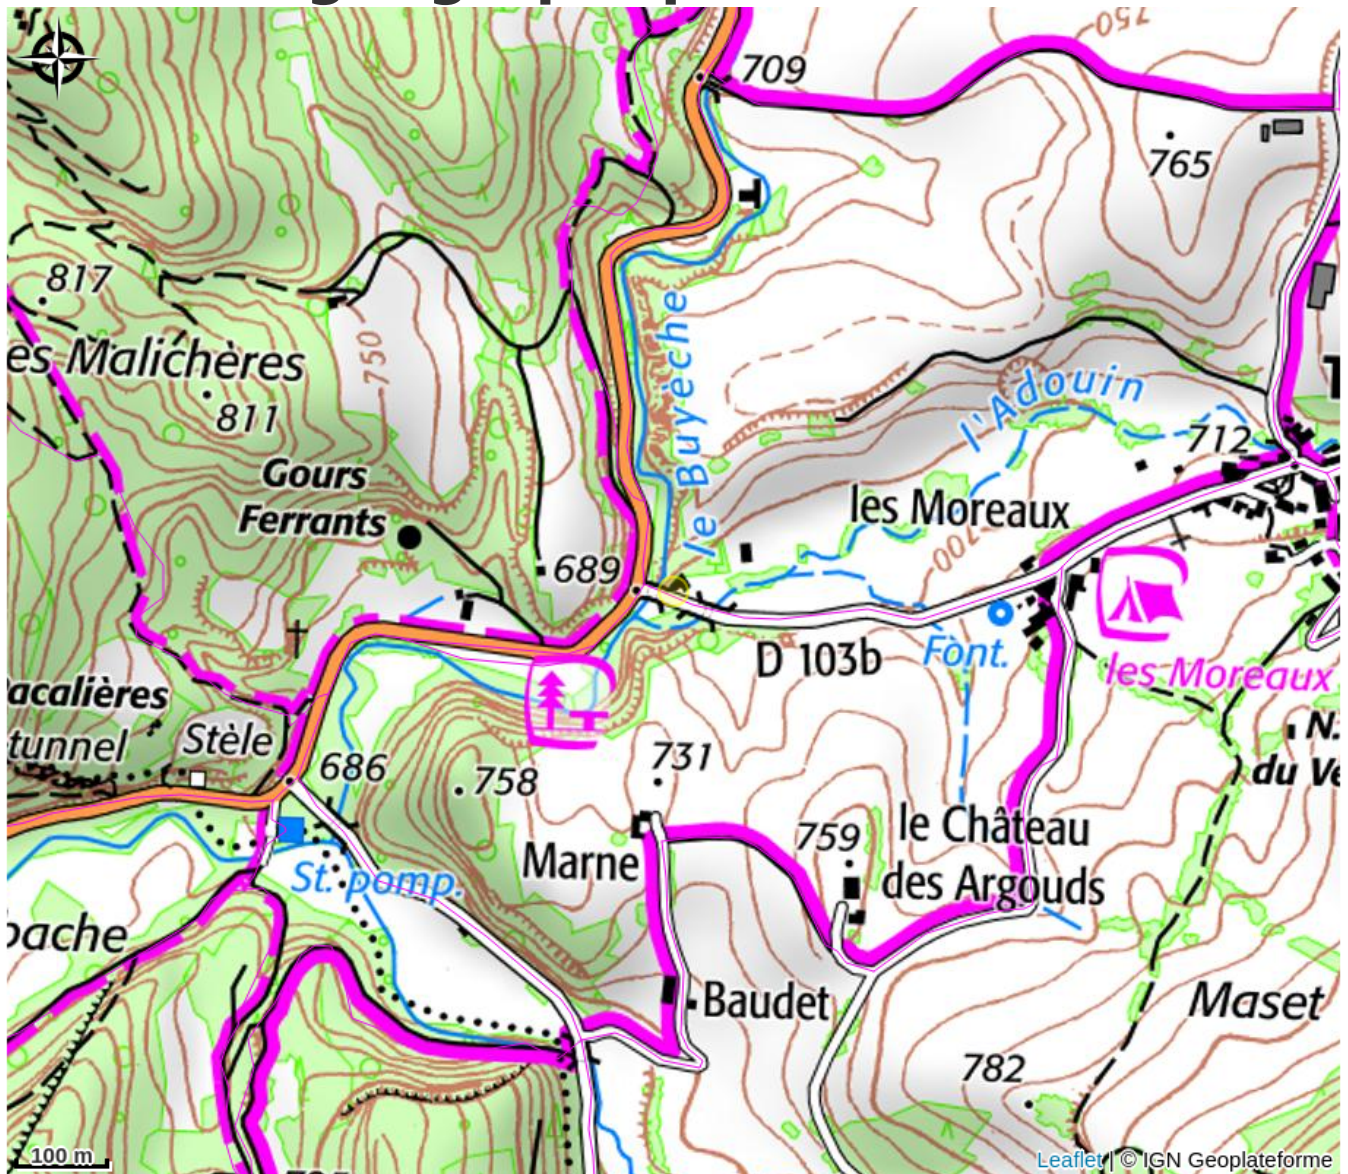 709
750
765
817
es Malichères
811
750
le Buyèche
l'Adouin
712
Gours
Ferrants
les Moreaux
700
689
D 103b
Font.
les Moreaux
acalières
tunnel
Stèle
686
758
731
N.
du Ve
759
le Château
des Argouds
Marne
St. pomp.
bache
Baudet
Maset
782
100 m
Leaflet | © IGN Geoplateforme